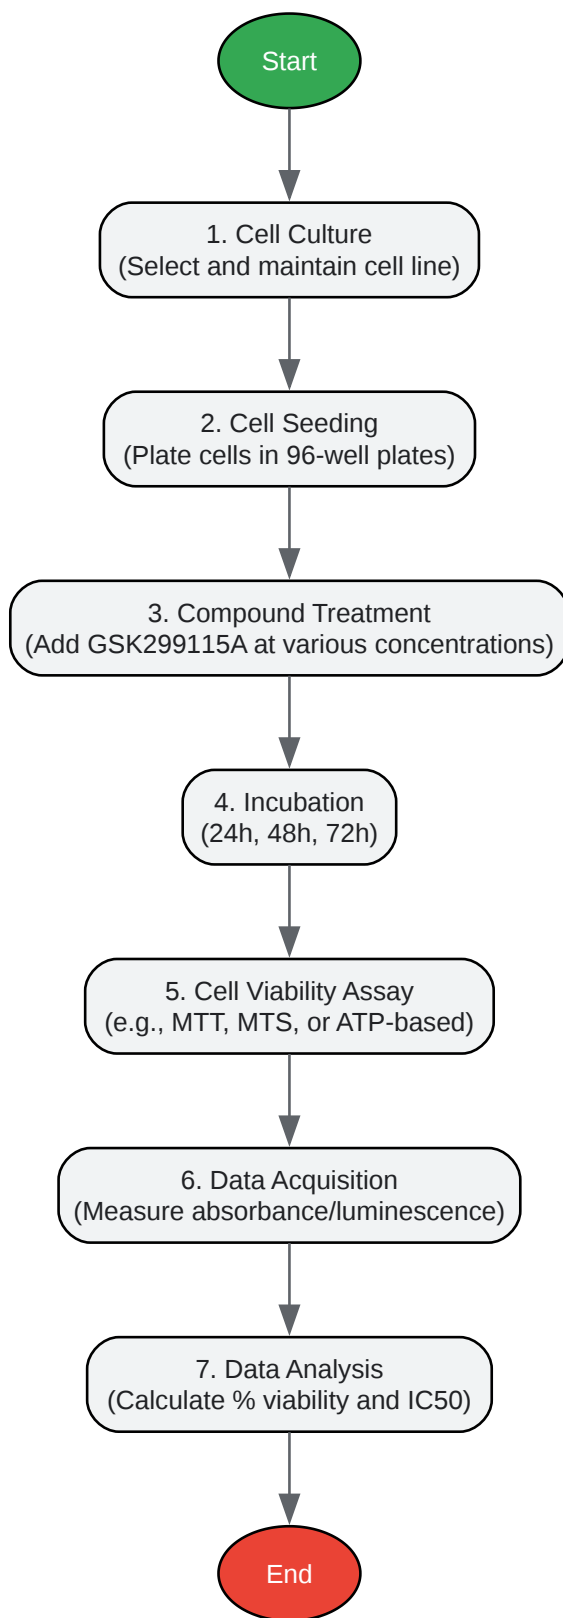 Start
1. Cell Culture
(Select and maintain cell line)
2. Cell Seeding
(Plate cells in 96-well plates)
3. Compound Treatment
(Add GSK299115A at various concentrations)
4. Incubation
(24h, 48h, 72h)
5. Cell Viability Assay
(e.g., MTT, MTS, or ATP-based)
6. Data Acquisition
(Measure absorbance/luminescence)
7. Data Analysis
(Calculate % viability and IC50)
End